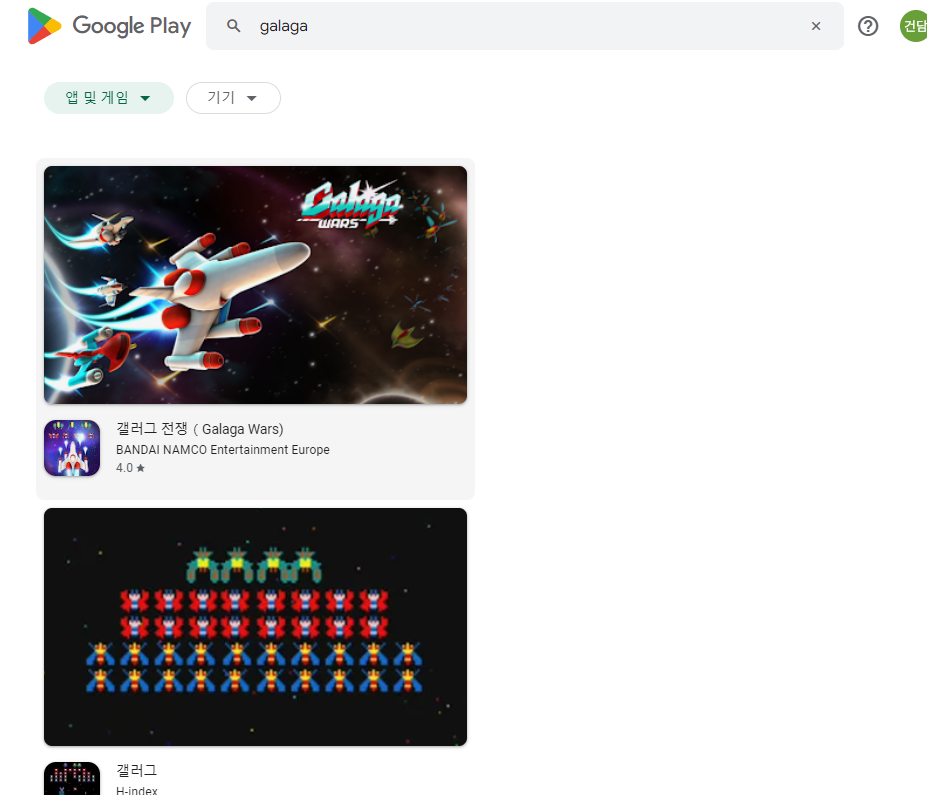 Google Play
galaga
건담
앱 및 게임
기기
Galaga
WARS
갤러그 전쟁 ( Galaga Wars)
BANDAI NAMCO Entertainment Europe
4.0 ★
갤러그
H-index